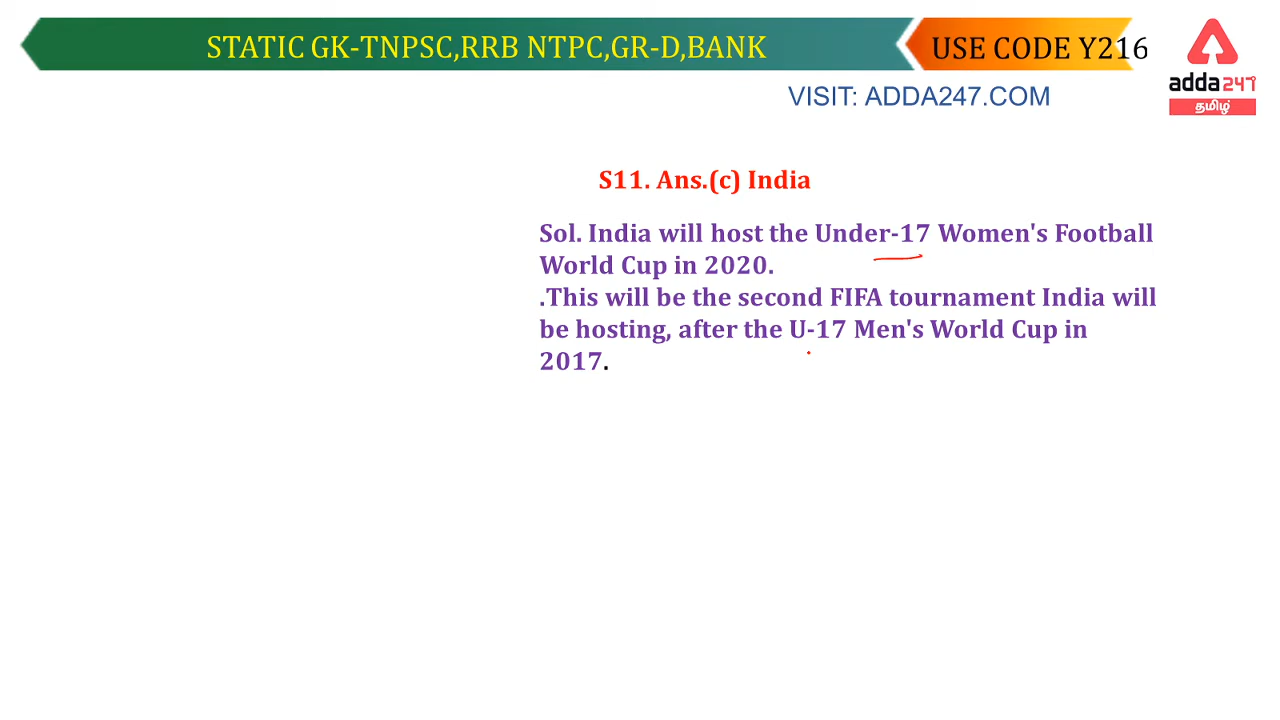 STATIC GK-TNPSC,RRB NTPC,GR-D,BANK
USE CODE Y216
adda247
தமிழ்
VISIT: ADDA247.COM
S11. Ans.(c) India
Sol. India will host the Under-17 Women's Football
World Cup in 2020.
.This will be the second FIFA tournament India will
be hosting, after the U-17 Men's World Cup in
2017.